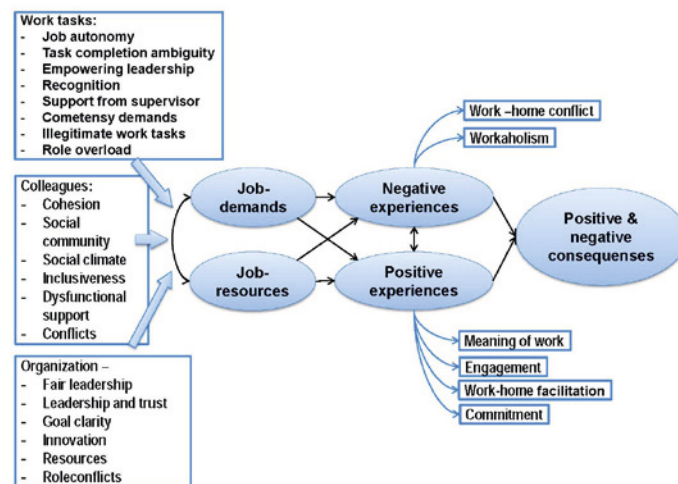 Work tasks:
- Job autonomy
- Task completion ambiguity
- Empowering leadership
- Recognition
- Support from supervisor
- Cometensy demands
- Illegitimate work tasks
- Role overload
Colleagues:
- Cohesion
- Social
community
- Social climate
- Inclusiveness
- Dysfunctional
support
- Conflicts
Organization –
- Fair leadership
- Leadership and trust
- Goal clarity
- Innovation
- Resources
- Roleconflicts
Job-
demands
Job-
resources
Negative
experiences
Positive
experiences
Work –home conflict
Workaholism
Positive &
negative
consequenses
Meaning of work
Engagement
Work-home facilitation
Commitment